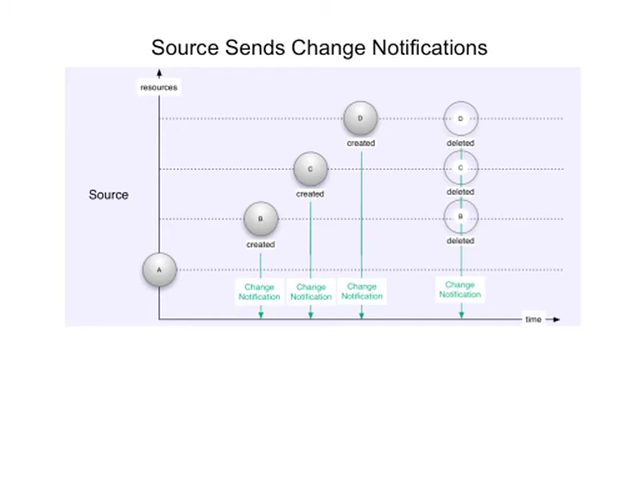 Source Sends Change Notifications
resources
D
D
created
deleted
C
C
created
deleted
Source
B
B
created
deleted
A
Change
Notification
Change
Notification
Change
Notification
Change
Notification
time